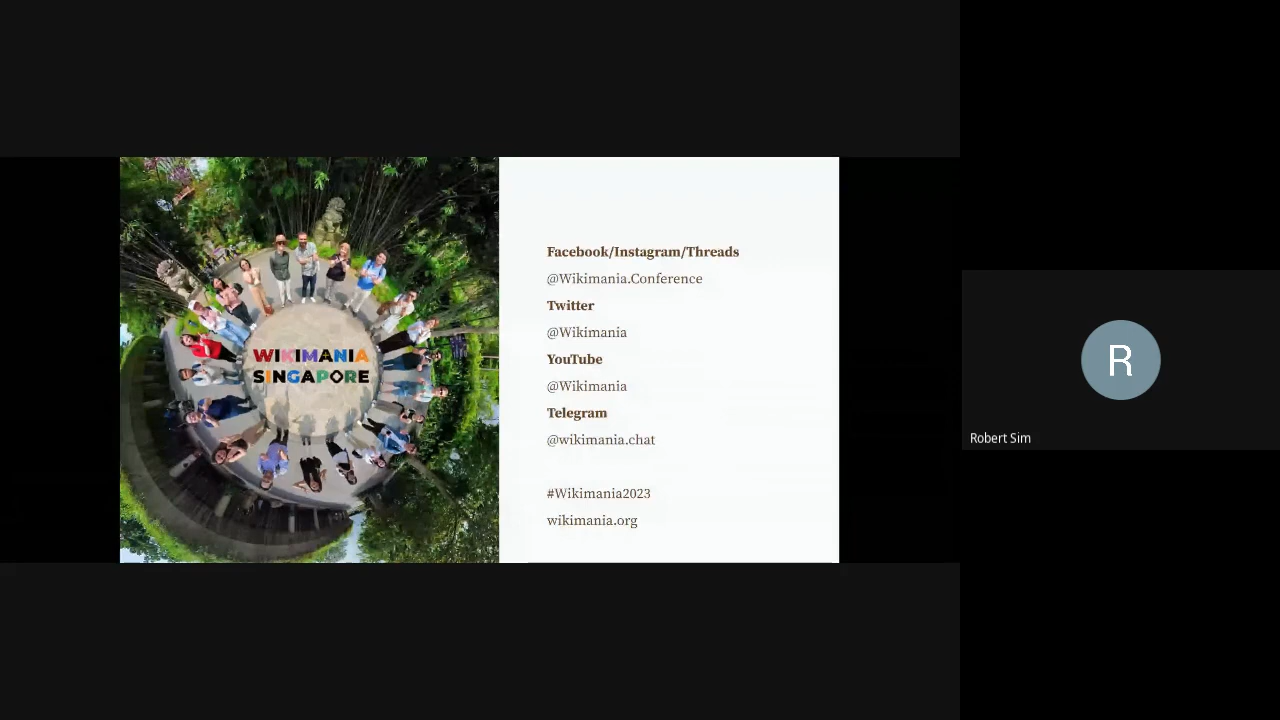 WIKIMANIA
SINGAPORE
Facebook/Instagram/Threads
@Wikimania.Conference
Twitter
@Wikimania
YouTube
@Wikimania
Telegram
@wikimania.chat
#Wikimania2023
wikimania.org
R
Robert Sim